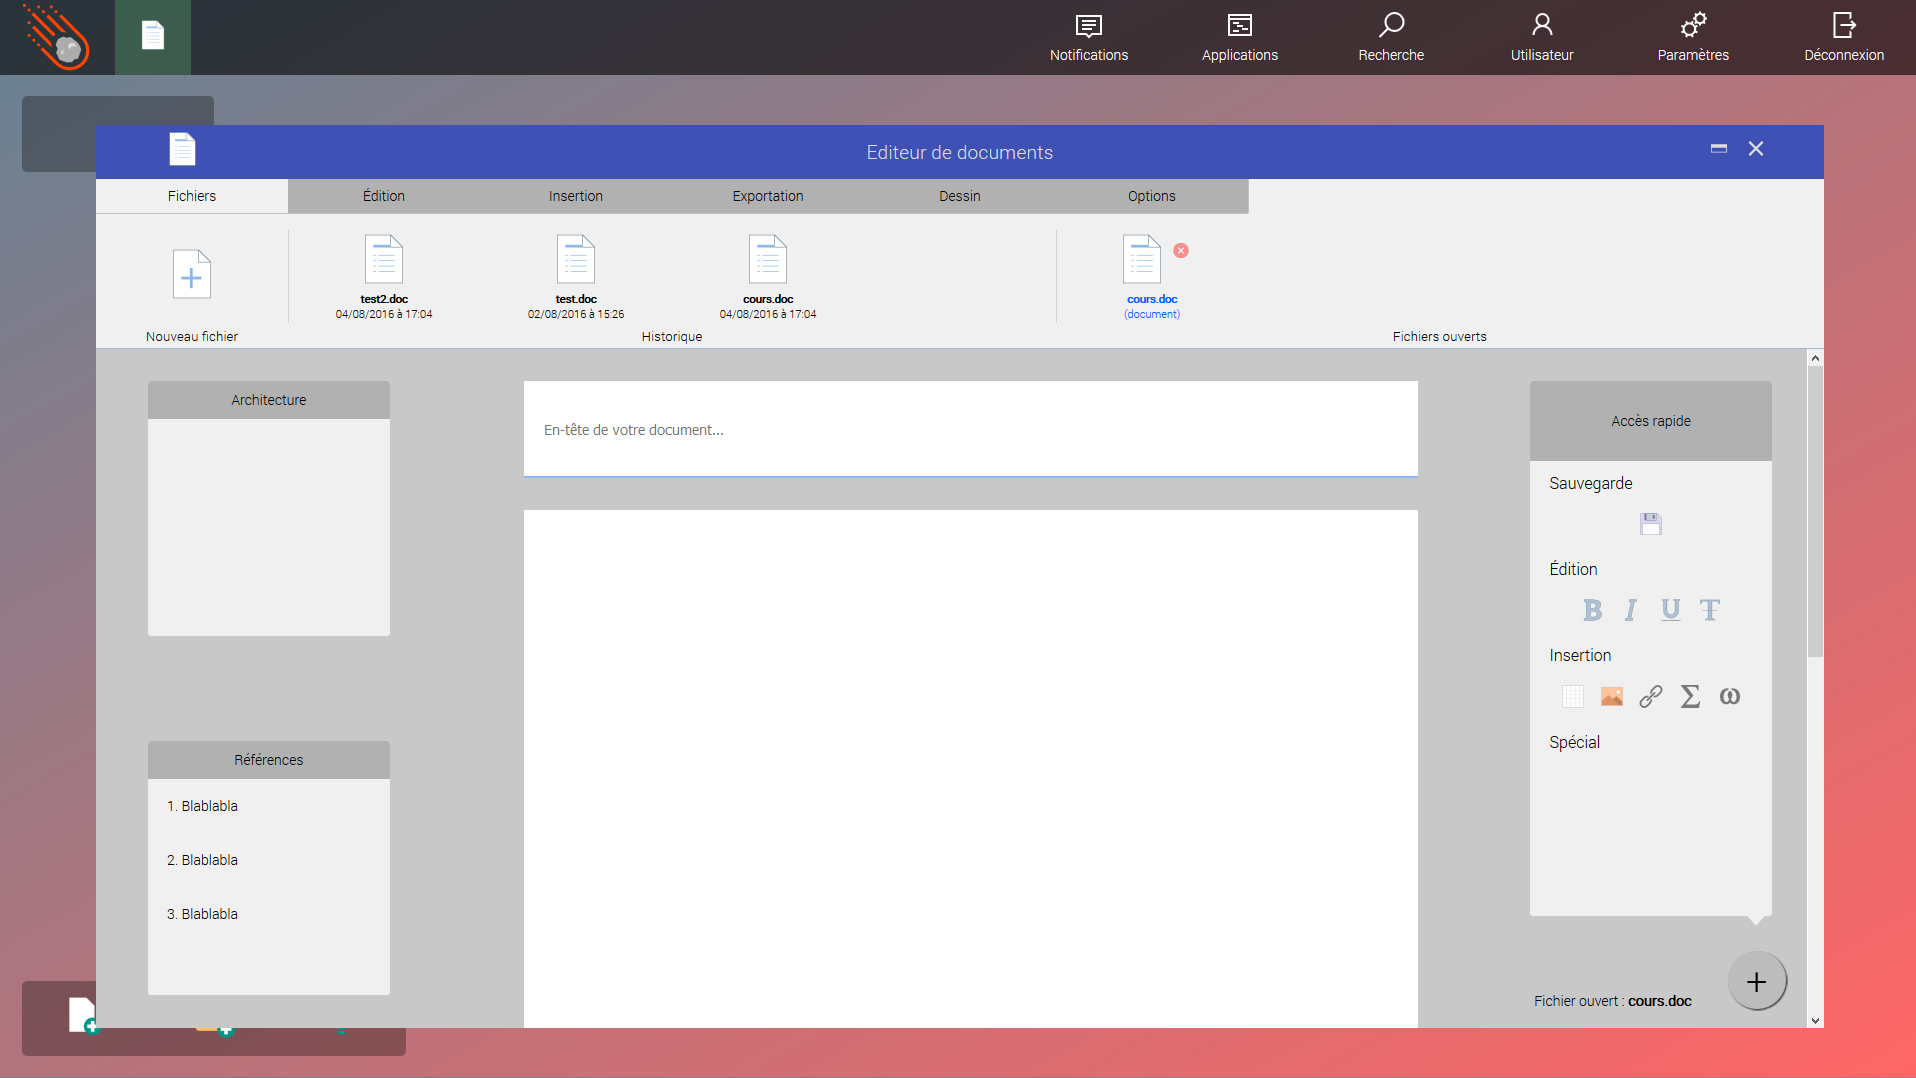 Notifications
Applications
Recherche
Utilisateur
Paramètres
Déconnexion
Editeur de documents
Fichiers
Édition
Insertion
Exportation
Dessin
Options
test2.doc
04/08/2016 à 17:04
test.doc
02/08/2016 à 15:26
cours.doc
04/08/2016 à 17:04
cours.doc
(document)
Nouveau fichier
Historique
Fichiers ouverts
Architecture
En-tête de votre document...
Accès rapide
Sauvegarde
Édition
B I U T
Insertion
Σ ω
Spécial
Références
1. Blablabla
2. Blablabla
3. Blablabla
Fichier ouvert : cours.doc